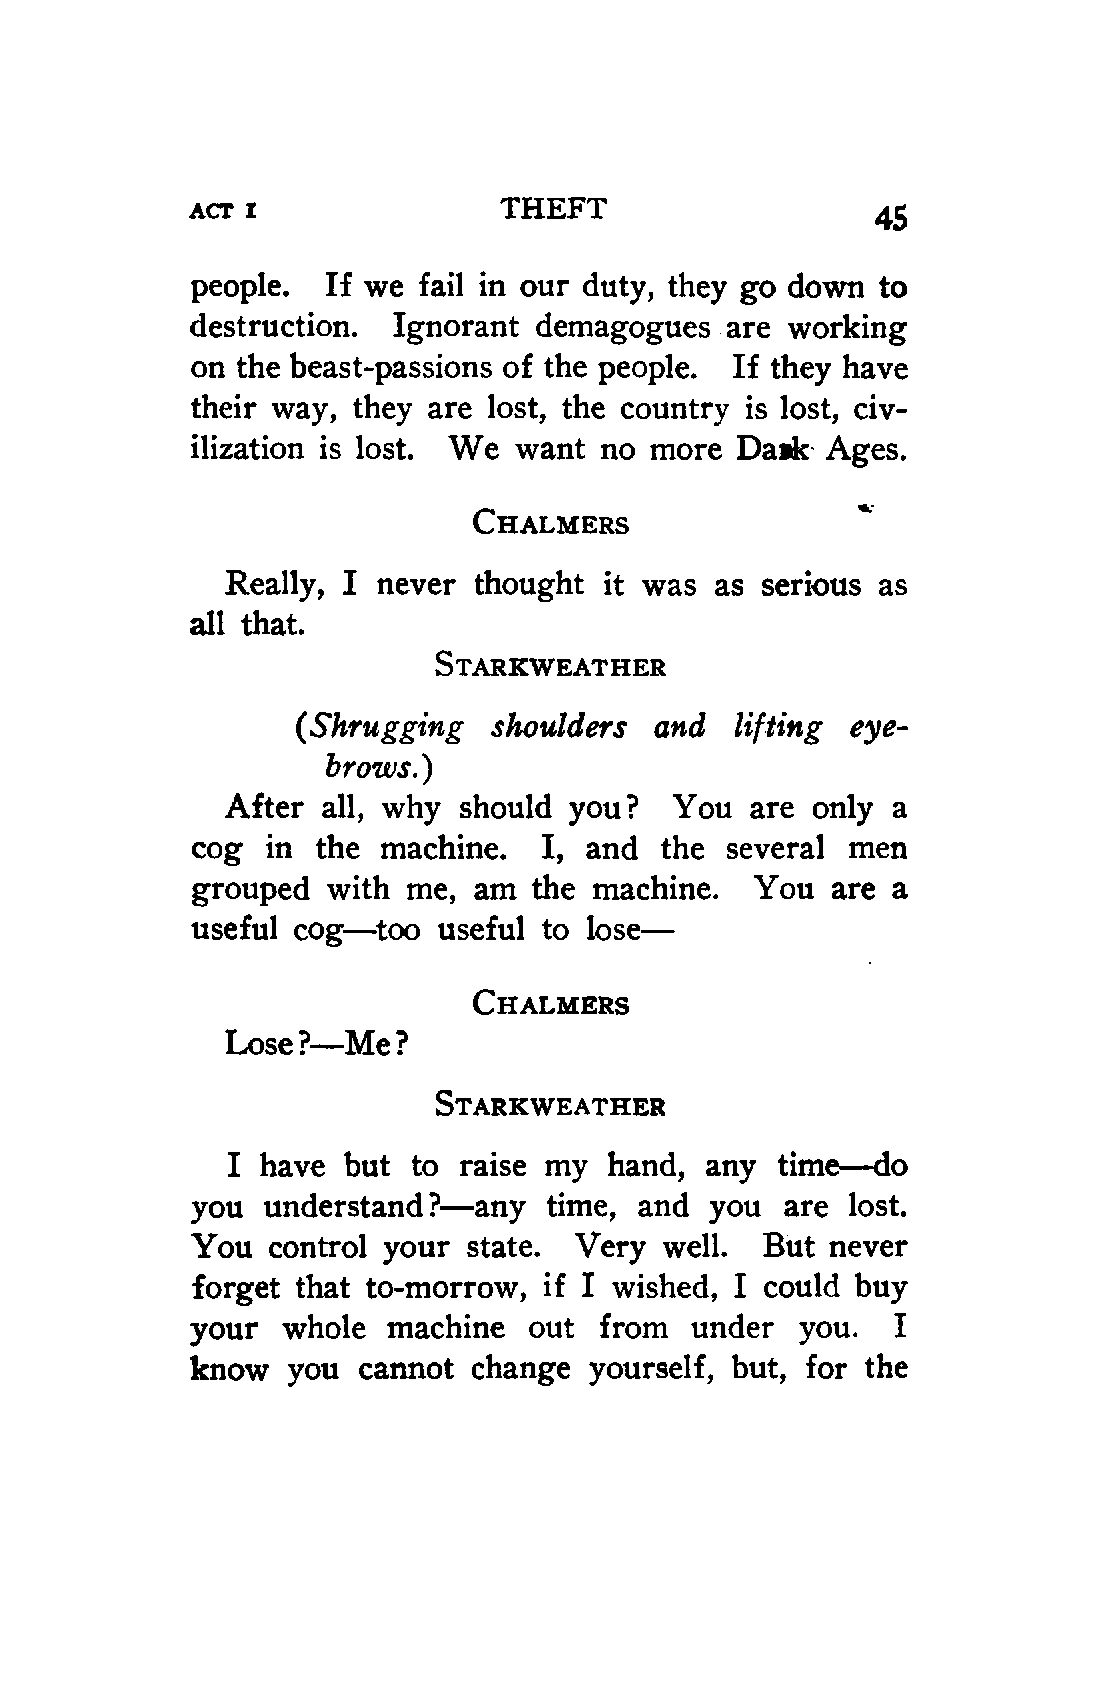 ACT I THEFT 45
people. If we fail in our duty, they go down to
destruction. Ignorant demagogues are working
on the beast-passions of the people. If they have
their way, they are lost, the country is lost, civ-
ilization is lost. We want no more Dark Ages.
CHALMERS
Really, I never thought it was as serious as
all that.
STARKWEATHER
(Shrugging shoulders and lifting eye-
brows.)
After all, why should you? You are only a
cog in the machine. I, and the several men
grouped with me, am the machine. You are a
useful cog—too useful to lose—
CHALMERS
Lose?—Me?
STARKWEATHER
I have but to raise my hand, any time—do
you understand?—any time, and you are lost.
You control your state. Very well. But never
forget that to-morrow, if I wished, I could buy
your whole machine out from under you. I
know you cannot change yourself, but, for the